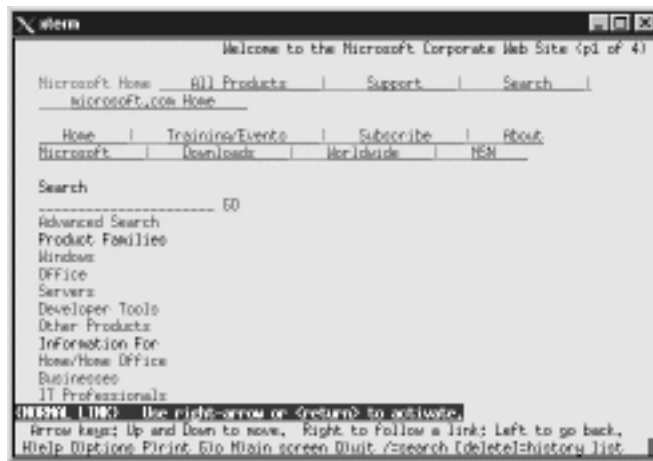 xterm
Welcome to the Microsoft Corporate Web Site (p1 of 4)
Microsoft Home All Products | Support | Search |
microsoft.com Home
Home | Training/Events | Subscribe | About
Microsoft | Downloads | Worldwide | MSN
Search
______________________ GO
Advanced Search
Product Families
Windows
Office
Servers
Developer Tools
Other Products
Information For
Home/Home Office
Businesses
IT Professionals
(NORMAL LINK) Use right-arrow or <return> to activate.
Arrow keys: Up and Down to move. Right to follow a link; Left to go back.
H)elp O)ptions P)rint G)o M)ain screen Q)uit /=search [delete]=history list